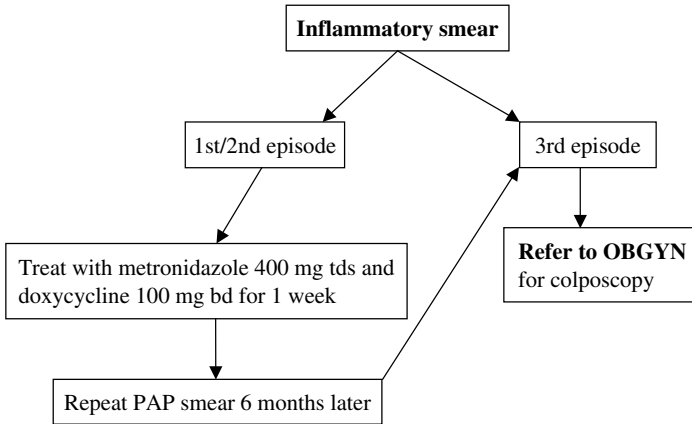 Inflammatory smear
1st/2nd episode
3rd episode
Treat with metronidazole 400 mg tds and
doxycycline 100 mg bd for 1 week
Refer to OBGYN
for colposcopy
Repeat PAP smear 6 months later